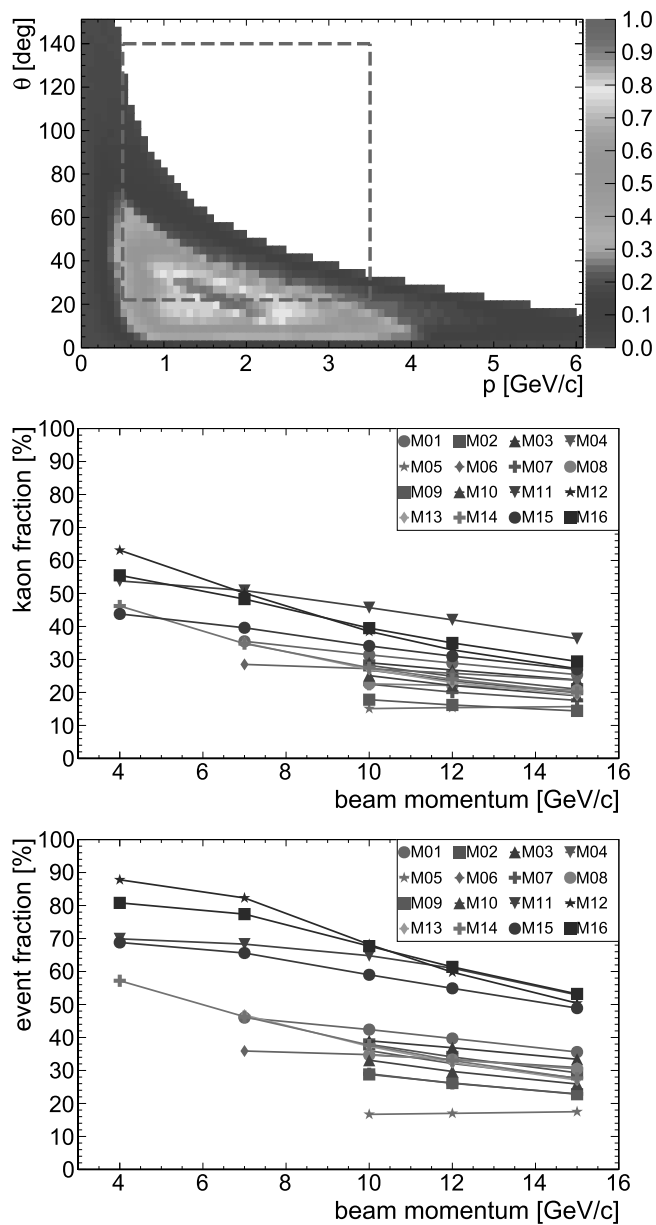 θ [deg]
140
120
100
80
60
40
20
0
0 1 2 3 4 5 6
p [GeV/c]
1.0
0.9
0.8
0.7
0.6
0.5
0.4
0.3
0.2
0.1
0.0
kaon fraction [%]
100
90
80
70
60
50
40
30
20
10
0
M01 M02 M03 M04
M05 M06 M07 M08
M09 M10 M11 M12
M13 M14 M15 M16
4 6 8 10 12 14 16
beam momentum [GeV/c]
event fraction [%]
100
90
80
70
60
50
40
30
20
10
0
M01 M02 M03 M04
M05 M06 M07 M08
M09 M10 M11 M12
M13 M14 M15 M16
4 6 8 10 12 14 16
beam momentum [GeV/c]